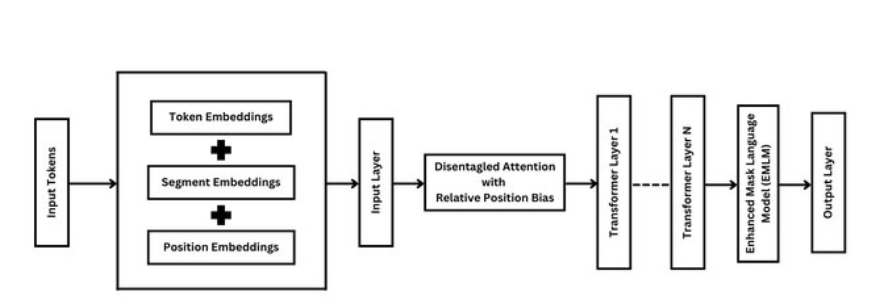 Input Tokens
Token Embeddings
Segment Embeddings
Position Embeddings
Input Layer
Disentagled Attention
with
Relative Position Bias
Transformer Layer 1
Transformer Layer N
Enhanced Mask Language
Model (EMLM)
Output Layer